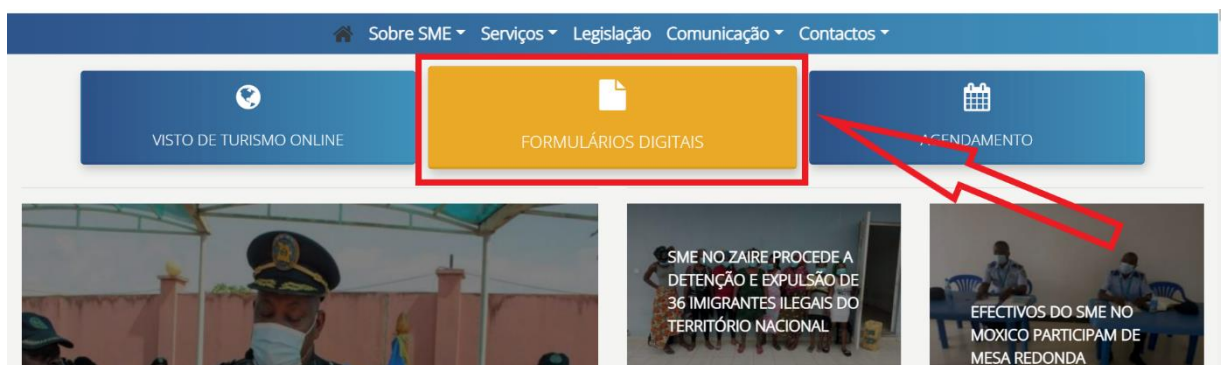 Sobre SME Serviços Legislação Comunicação Contactos
VISTO DE TURISMO ONLINE
FORMULÁRIOS DIGITAIS
AGENDAMENTO
SME NO ZAIRE PROCEDE A
DETENÇÃO E EXPULSÃO DE
36 IMIGRANTES ILEGAIS DO
TERRITÓRIO NACIONAL
EFECTIVOS DO SME NO
MOXICO PARTICIPAM DE
MESA REDONDA